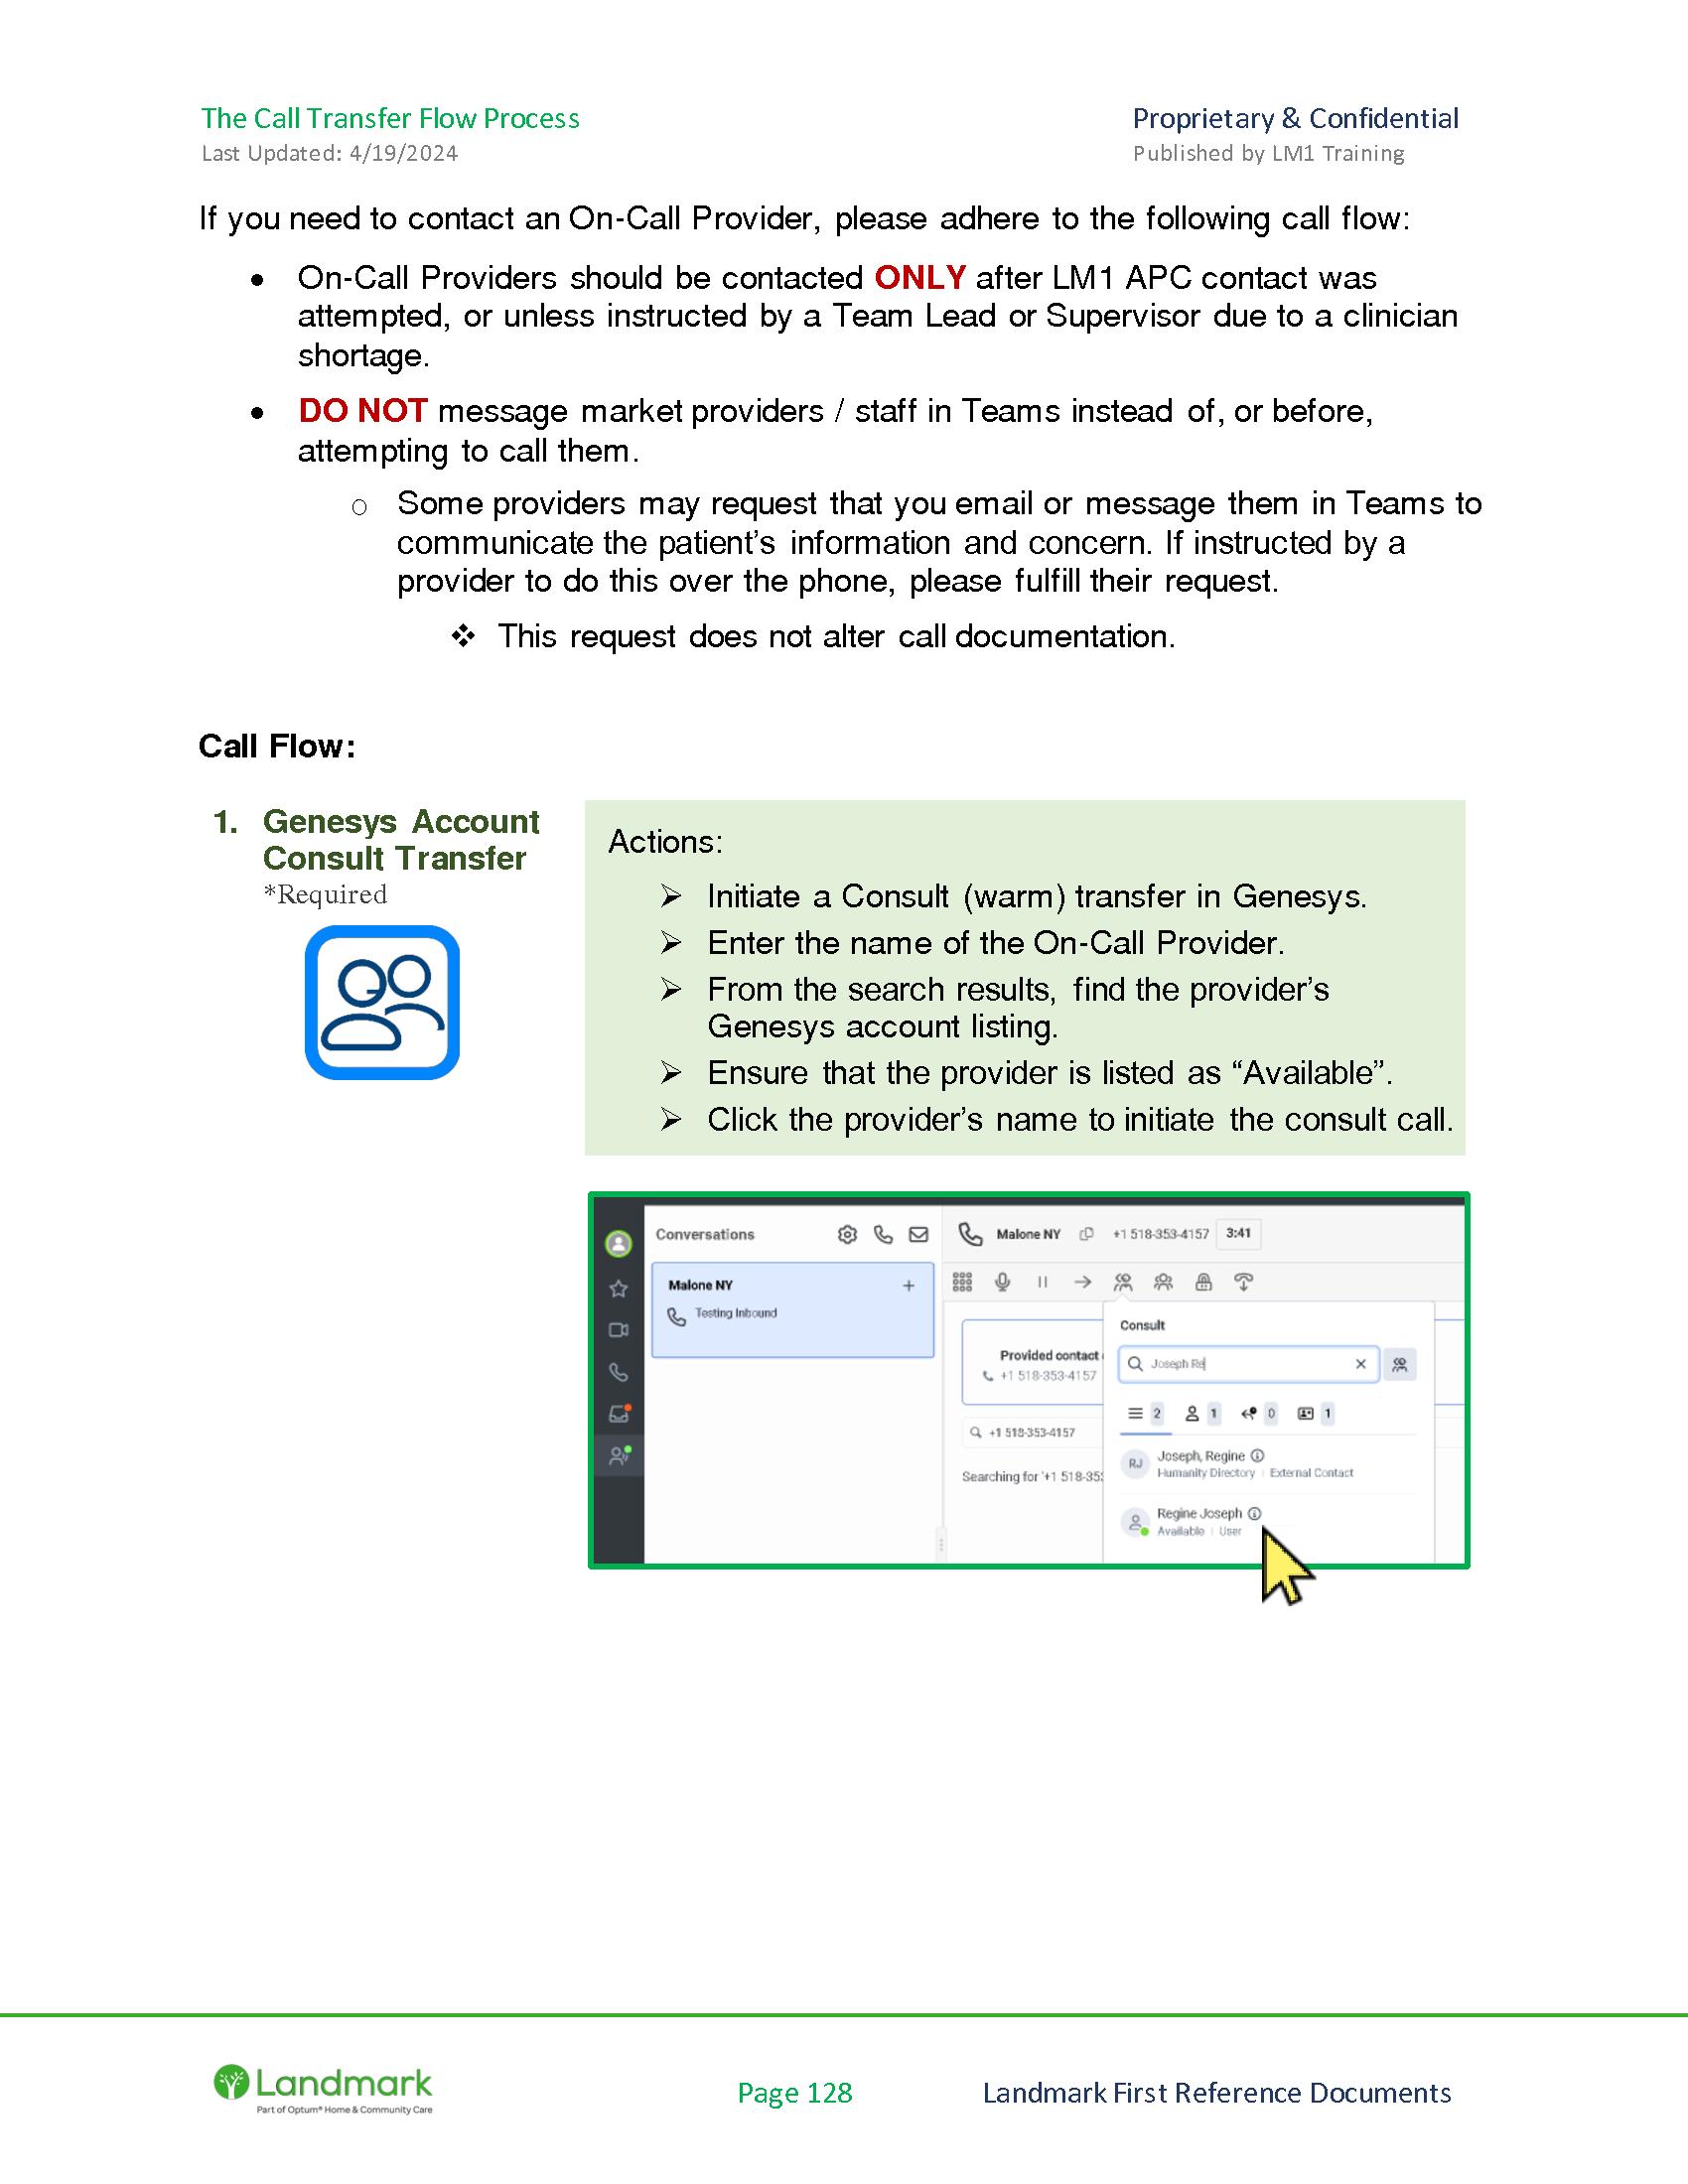 The Call Transfer Flow Process
Proprietary & Confidential
Last Updated: 4/19/2024
Published by LM1 Training
If you need to contact an On-Call Provider, please adhere to the following call flow:
• On-Call Providers should be contacted ONLY after LM1 APC contact was
attempted, or unless instructed by a Team Lead or Supervisor due to a clinician
shortage.
• DO NOT message market providers / staff in Teams instead of, or before,
attempting to call them.
o Some providers may request that you email or message them in Teams to
communicate the patient’s information and concern. If instructed by a
provider to do this over the phone, please fulfill their request.
❖ This request does not alter call documentation.
Call Flow:
1. Genesys Account
Consult Transfer
*Required
Actions:
➢ Initiate a Consult (warm) transfer in Genesys.
➢ Enter the name of the On-Call Provider.
➢ From the search results, find the provider’s
Genesys account listing.
➢ Ensure that the provider is listed as “Available”.
➢ Click the provider’s name to initiate the consult call.
Conversations
Malone NY
+1 518-353-4157
3:41
Malone NY
Testing Inbound
Consult
Provided contact
+1 518-353-4157
Joseph Re
2 1 0 1
+1 518-353-4157
Joseph, Regine
Humanity Directory | External Contact
RJ
Searching for '+1 518-35
Regine Joseph
Available | User
Landmark
Part of Optum® Home & Community Care
Page 128
Landmark First Reference Documents